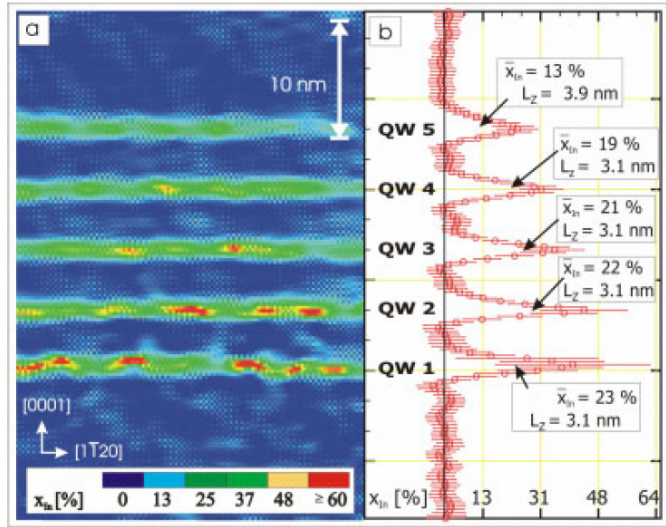 a
10 nm
[0001]
[11̅20]
x_In [%] 0 13 25 37 48 ≥ 60
b
x̅_In = 13 %
L_Z = 3.9 nm
QW 5
x̅_In = 19 %
L_Z = 3.1 nm
QW 4
x̅_In = 21 %
L_Z = 3.1 nm
QW 3
x̅_In = 22 %
L_Z = 3.1 nm
QW 2
QW 1
x̅_In = 23 %
L_Z = 3.1 nm
x_In [%] 13 31 48 64